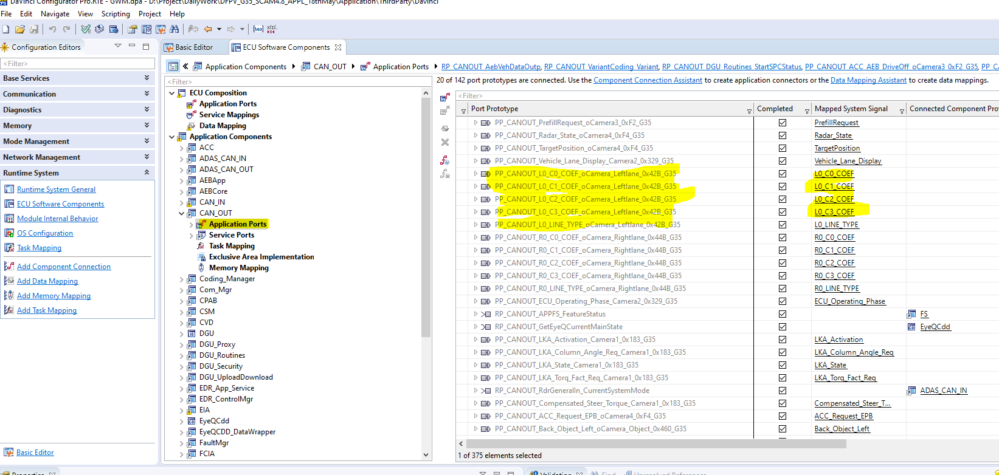 DaVinci Configurator Pro.RTE - GWM.dpa - D:\Project\DailyWork\DFPV_G35_SCAM4.8_APPL_18thMay\Application\ThirdParty\DaVinci
File Edit Navigate View Scripting Project Help
Configuration Editors
Basic Editor
ECU Software Components
<Filter>
Base Services
Communication
Diagnostics
Memory
Mode Management
Network Management
Runtime System
Runtime System General
ECU Software Components
Module Internal Behavior
OS Configuration
Task Mapping
Add Component Connection
Add Data Mapping
Add Memory Mapping
Add Task Mapping
Basic Editor
Application Components CAN_OUT Application Ports RP_CANOUT_AebVehDataOutp, RP_CANOUT_VariantCoding_Variant, RP_CANOUT_DGU_Routines_StartSPCStatus, PP_CANOUT_ACC_AEB_DriveOff_oCamera3_0xF2_G35, PP_C
<Filter>
ECU Composition
Application Ports
Service Mappings
Data Mapping
Application Components
ACC
ADAS_CAN_IN
ADAS_CAN_OUT
AEBApp
AEBCore
CAN_IN
CAN_OUT
Application Ports
Service Ports
Task Mapping
Exclusive Area Implementation
Memory Mapping
Coding_Manager
Com_Mgr
CPAB
CSM
CVD
DGU
DGU_Proxy
DGU_Routines
DGU_Security
DGU_UploadDownload
EDR_App_Service
EDR_ControlMgr
EIA
EyeQCdd
EyeQCDD_DataWrapper
FaultMgr
FCIA
20 of 142 port prototypes are connected. Use the Component Connection Assistant to create application connectors or the Data Mapping Assistant to create data mappings.
<Filter>
Port Prototype Completed Mapped System Signal Connected Component Pro
PP_CANOUT_PrefillRequest_oCamera3_0xF2_G35 PrefillRequest
PP_CANOUT_Radar_State_oCamera4_0xF4_G35 Radar_State
PP_CANOUT_TargetPosition_oCamera4_0xF4_G35 TargetPosition
PP_CANOUT_Vehicle_Lane_Display_Camera2_0x329_G35 Vehicle_Lane_Display
PP_CANOUT_L0_C0_COEF_oCamera_Leftlane_0x42B_G35 L0_C0_COEF
PP_CANOUT_L0_C1_COEF_oCamera_Leftlane_0x42B_G35 L0_C1_COEF
PP_CANOUT_L0_C2_COEF_oCamera_Leftlane_0x42B_G35 L0_C2_COEF
PP_CANOUT_L0_C3_COEF_oCamera_Leftlane_0x42B_G35 L0_C3_COEF
PP_CANOUT_L0_LINE_TYPE_oCamera_Leftlane_0x42B_G35 L0_LINE_TYPE
PP_CANOUT_R0_C0_COEF_oCamera_Rightlane_0x44B_G35 R0_C0_COEF
PP_CANOUT_R0_C1_COEF_oCamera_Rightlane_0x44B_G35 R0_C1_COEF
PP_CANOUT_R0_C2_COEF_oCamera_Rightlane_0x44B_G35 R0_C2_COEF
PP_CANOUT_R0_C3_COEF_oCamera_Rightlane_0x44B_G35 R0_C3_COEF
PP_CANOUT_R0_LINE_TYPE_oCamera_Rightlane_0x44B_G35 R0_LINE_TYPE
PP_CANOUT_ECU_Operating_Phase_Camera2_0x329_G35 ECU_Operating_Phase
RP_CANOUT_APPFS_FeatureStatus FS
RP_CANOUT_GetEyeQCurrentMainState EyeQCdd
PP_CANOUT_LKA_Activation_Camera1_0x183_G35 LKA_Activation
PP_CANOUT_LKA_Column_Angle_Req_Camera1_0x183_G35 LKA_Column_Angle_Req
PP_CANOUT_LKA_State_Camera1_0x183_G35 LKA_State
PP_CANOUT_LKA_Torq_Fact_Req_Camera1_0x183_G35 LKA_Torq_Fact_Req
RP_CANOUT_RdrGeneralIn_CurrentSystemMode ADAS_CAN_IN
PP_CANOUT_Compensated_Steer_Torque_Camera1_0x183_G35 Compensated_Steer_T...
PP_CANOUT_ACC_Request_EPB_oCamera4_0xF4_G35 ACC_Request_EPB
PP_CANOUT_Back_Object_Left_oCamera_Object_0x460_G35 Back_Object_Left
1 of 375 elements selected
Properties
Validation Find Unresolved References